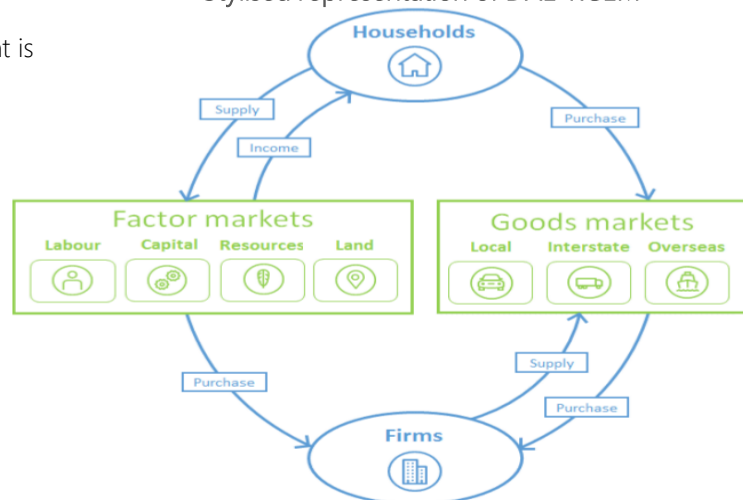 t is
Households
Supply
Income
Purchase
Factor markets
Labour Capital Resources Land
Goods markets
Local Interstate Overseas
Purchase
Supply
Purchase
Firms